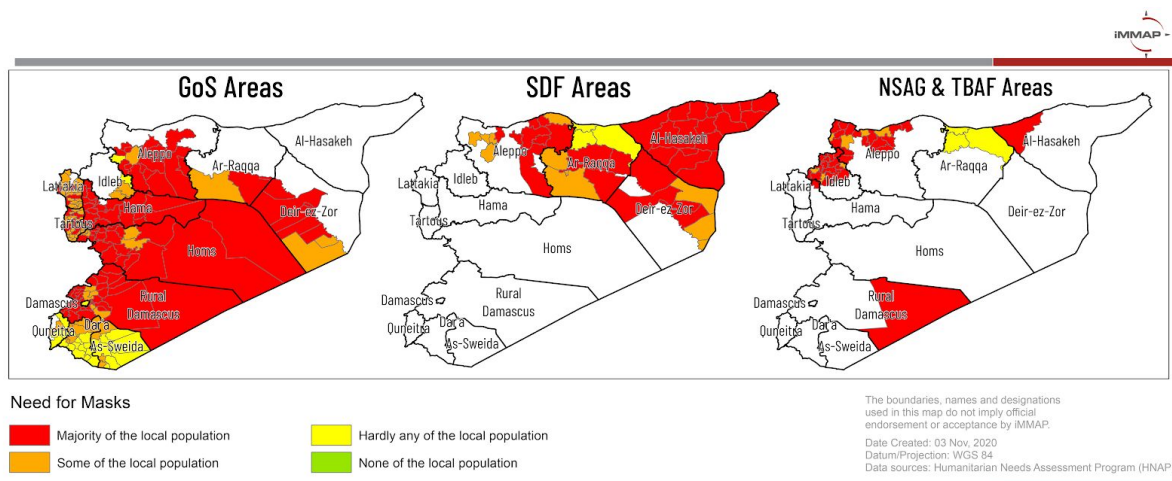 iMMAP
GoS Areas
SDF Areas
NSAG & TBAF Areas
Al-Hasakeh
Aleppo
Ar-Raqqa
Lattakia
Idleb
Hama
Deir-ez-Zor
Tartous
Homs
Damascus
Rural
Damascus
Quneitra
Dar'a
As-Sweida
Al-Hasakeh
Aleppo
Ar-Raqqa
Lattakia
Idleb
Hama
Deir-ez-Zor
Tartous
Homs
Damascus
Rural
Damascus
Quneitra
Dar'a
As-Sweida
Al-Hasakeh
Aleppo
Ar-Raqqa
Lattakia
Idleb
Hama
Deir-ez-Zor
Tartous
Homs
Damascus
Rural
Damascus
Quneitra
Dar'a
As-Sweida
Need for Masks
Majority of the local population
Some of the local population
Hardly any of the local population
None of the local population
The boundaries, names and designations
used in this map do not imply official
endorsement or acceptance by iMMAP.
Date Created: 03 Nov, 2020
Datum/Projection: WGS 84
Data sources: Humanitarian Needs Assessment Program (HNAP